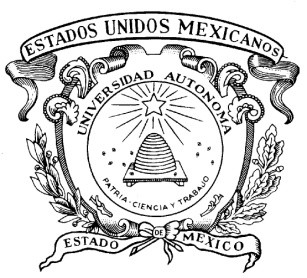 ESTADOS UNIDOS MEXICANOS
UNIVERSIDAD AUTONOMA
PATRIA · CIENCIA Y TRABAJO
ESTADO DE MEXICO